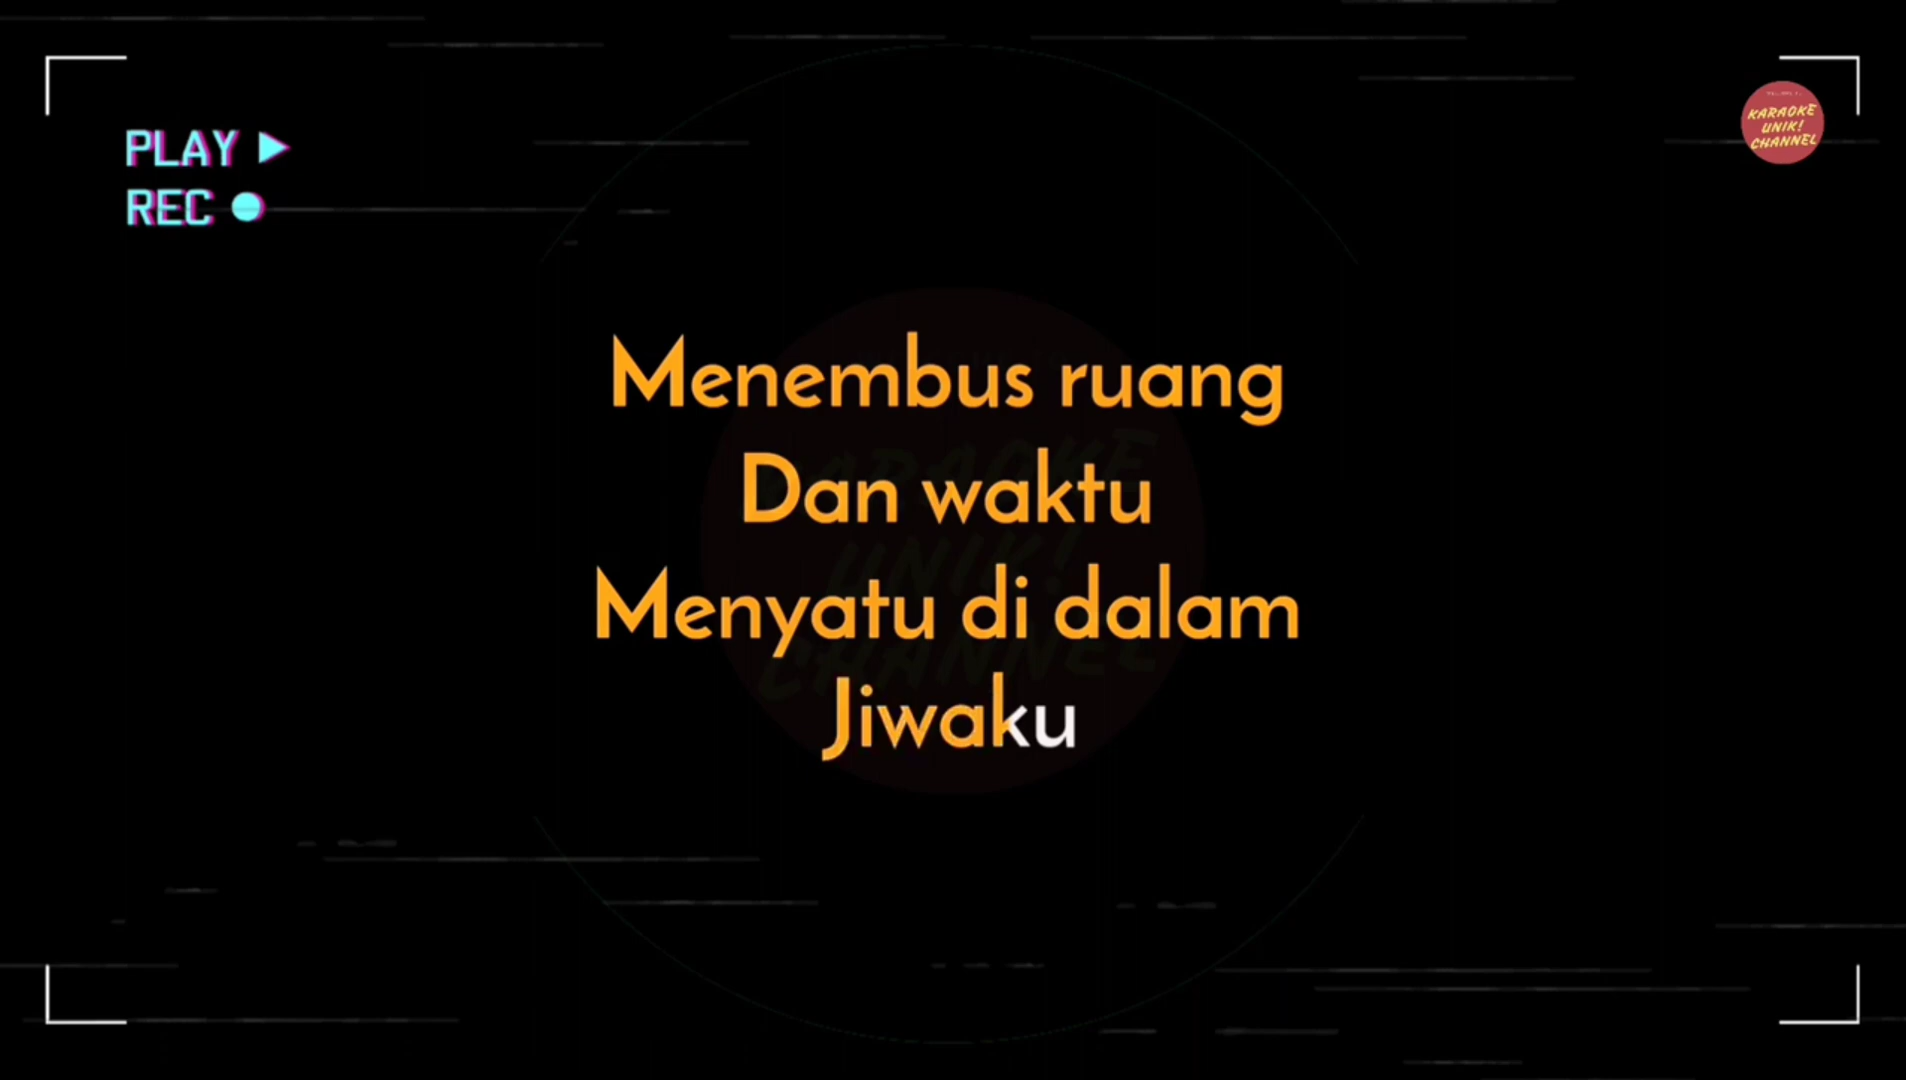 PLAY
REC
KARAOKE
UNIK!
CHANNEL
Menembus ruang
Dan waktu
Menyatu di dalam
Jiwaku